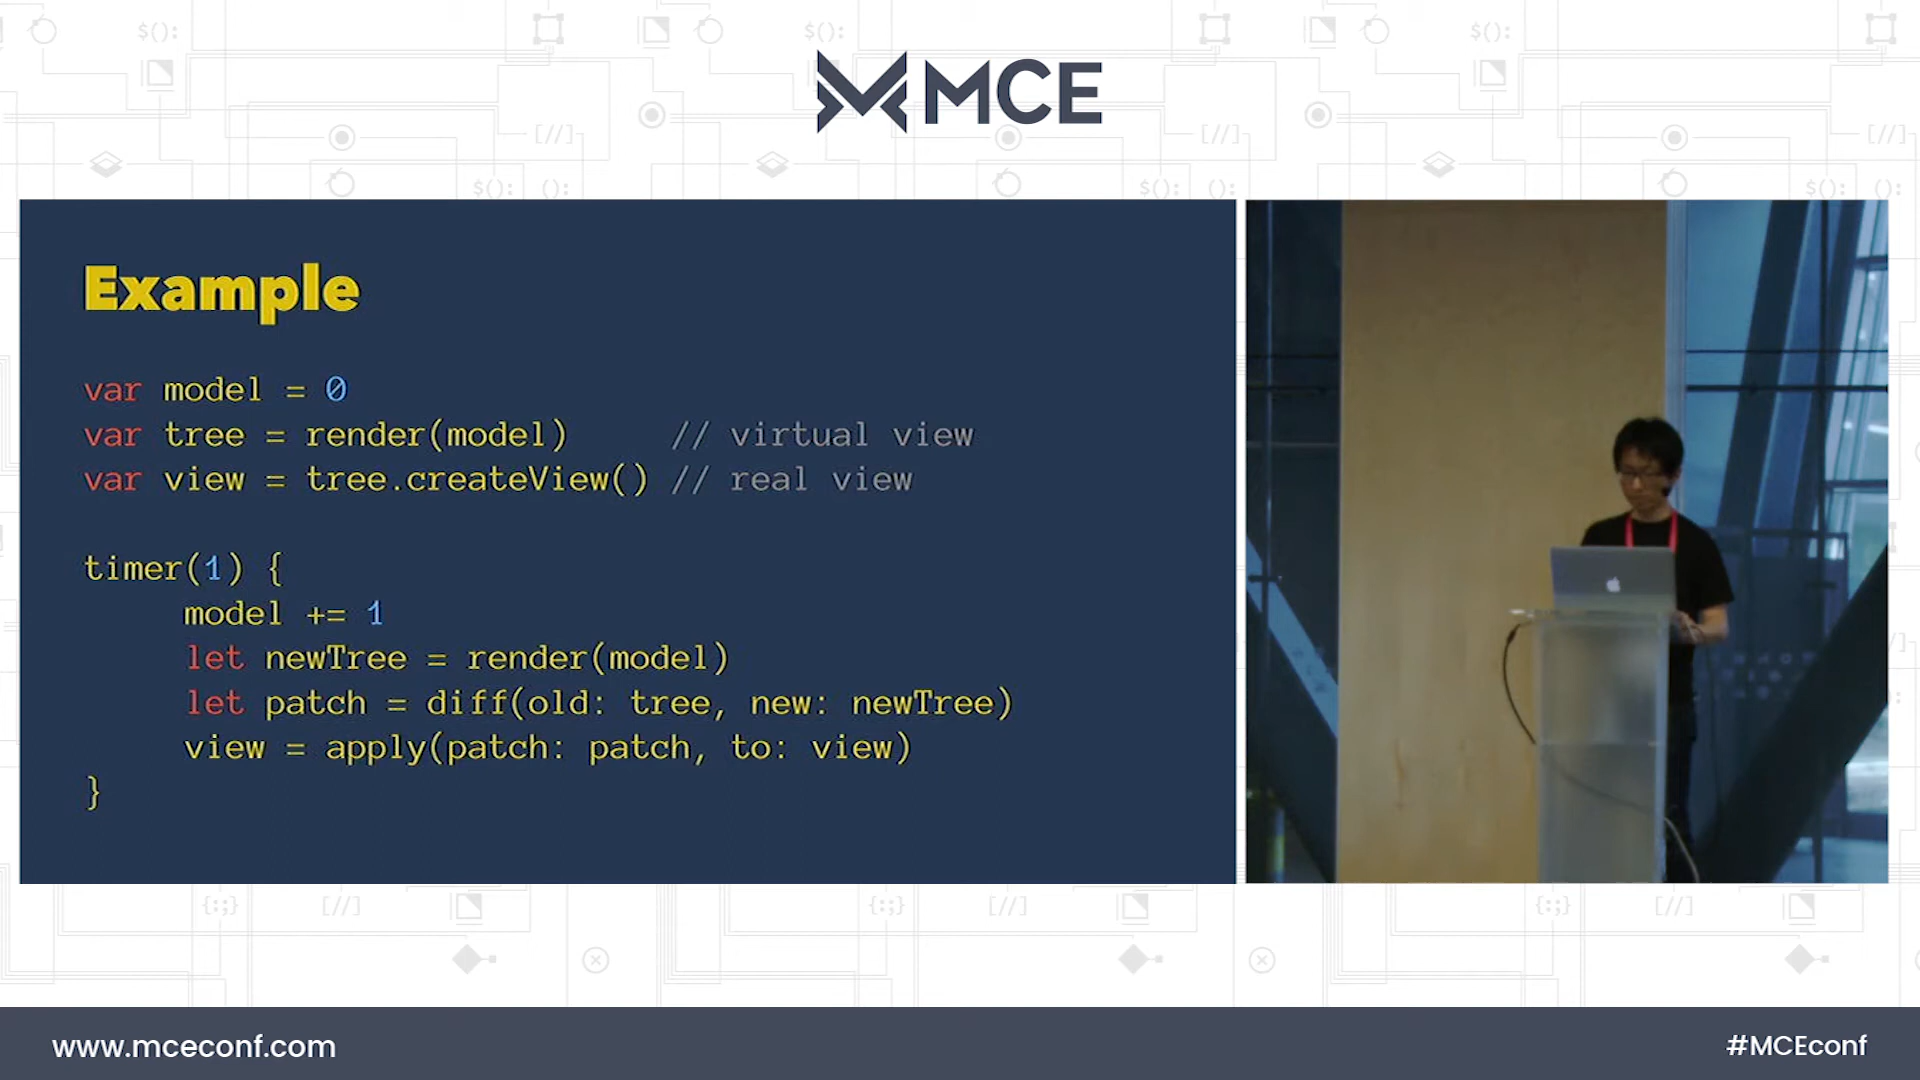 MCE
Example
var model = 0
var tree = render(model) // virtual view
var view = tree.createView() // real view
timer(1) {
model += 1
let newTree = render(model)
let patch = diff(old: tree, new: newTree)
view = apply(patch: patch, to: view)
}
www.mceconf.com
#MCEconf